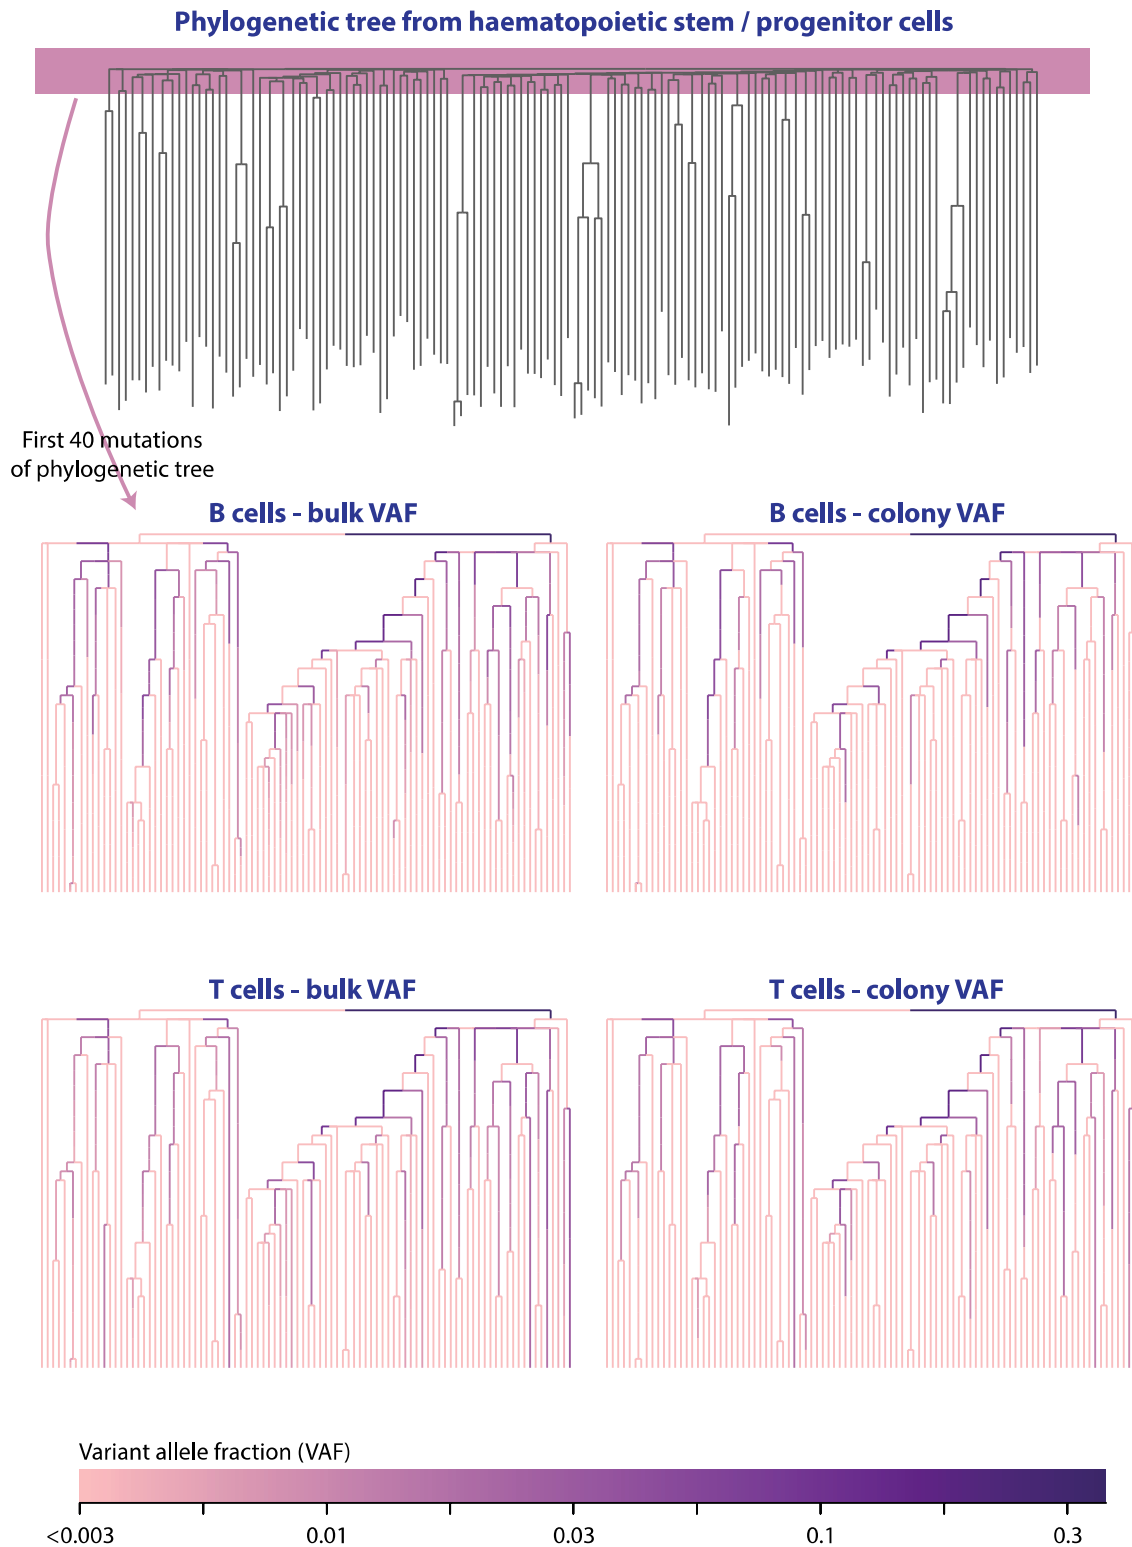 Phylogenetic tree from haematopoietic stem / progenitor cells
First 40 mutations
of phylogenetic tree
B cells - bulk VAF
B cells - colony VAF
T cells - bulk VAF
T cells - colony VAF
Variant allele fraction (VAF)
<0.003 0.01 0.03 0.1 0.3